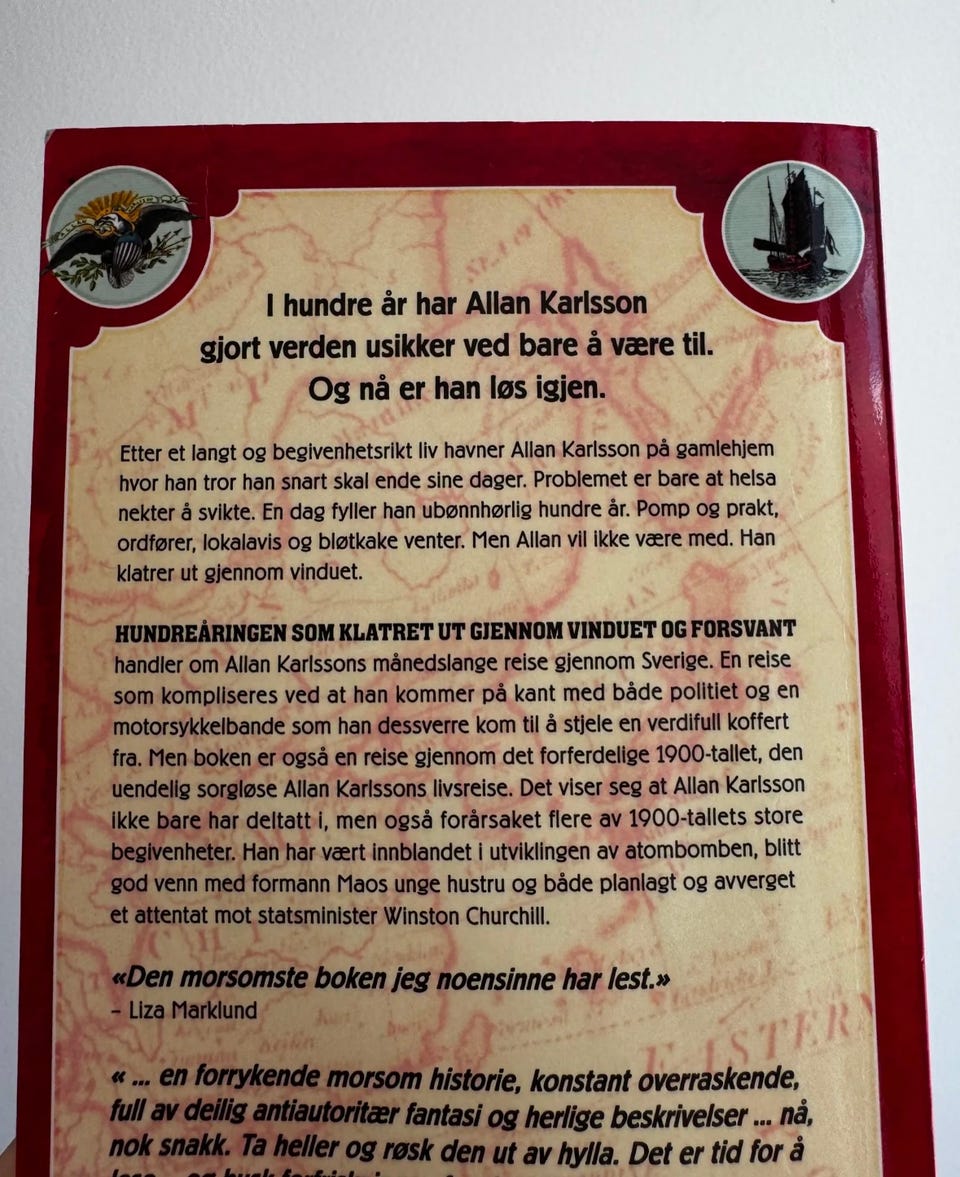 I hundre år har Allan Karlsson
gjort verden usikker ved bare å være til.
Og nå er han løs igjen.
Etter et langt og begivenhetsrikt liv havner Allan Karlsson på gamlehjem
hvor han tror han snart skal ende sine dager. Problemet er bare at helsa
nekter å svikte. En dag fyller han ubønnhørlig hundre år. Pomp og prakt,
ordfører, lokalavis og bløtkake venter. Men Allan vil ikke være med. Han
klatrer ut gjennom vinduet.
HUNDREÅRINGEN SOM KLATRET UT GJENNOM VINDUET OG FORSVANT
handler om Allan Karlssons månedslange reise gjennom Sverige. En reise
som kompliseres ved at han kommer på kant med både politiet og en
motorsykkelbande som han dessverre kom til å stjele en verdifull koffert
fra. Men boken er også en reise gjennom det forferdelige 1900-tallet, den
uendelig sorgløse Allan Karlssons livsreise. Det viser seg at Allan Karlsson
ikke bare har deltatt i, men også forårsaket flere av 1900-tallets store
begivenheter. Han har vært innblandet i utviklingen av atombomben, blitt
god venn med formann Maos unge hustru og både planlagt og avverget
et attentat mot statsminister Winston Churchill.
«Den morsomste boken jeg noensinne har lest.»
– Liza Marklund
« ... en forrykende morsom historie, konstant overraskende,
full av deilig antiautoritær fantasi og herlige beskrivelser ... nå,
nok snakk. Ta heller og røsk den ut av hylla. Det er tid for å
EASTERN